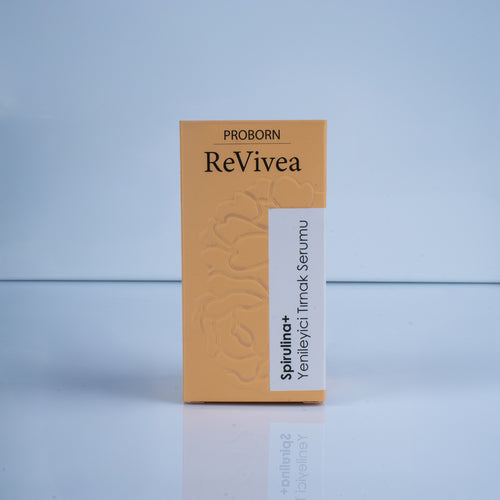 PROBORN
ReVivea
Spirulina+
Yenileyici Tırnak Serumu